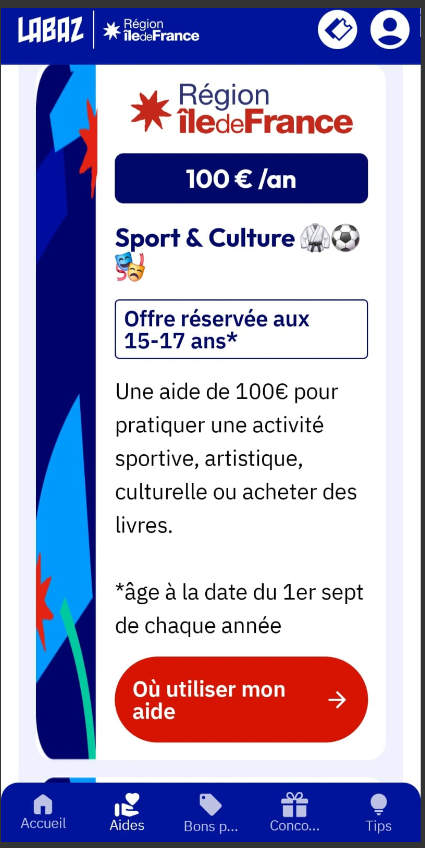 LABAZ
Région
îledeFrance
Région
îledeFrance
100 € /an
Sport & Culture
Offre réservée aux
15-17 ans*
Une aide de 100€ pour
pratiquer une activité
sportive, artistique,
culturelle ou acheter des
livres.
*âge à la date du 1er sept
de chaque année
Où utiliser mon
aide
Accueil
Aides
Bons p...
Conco...
Tips